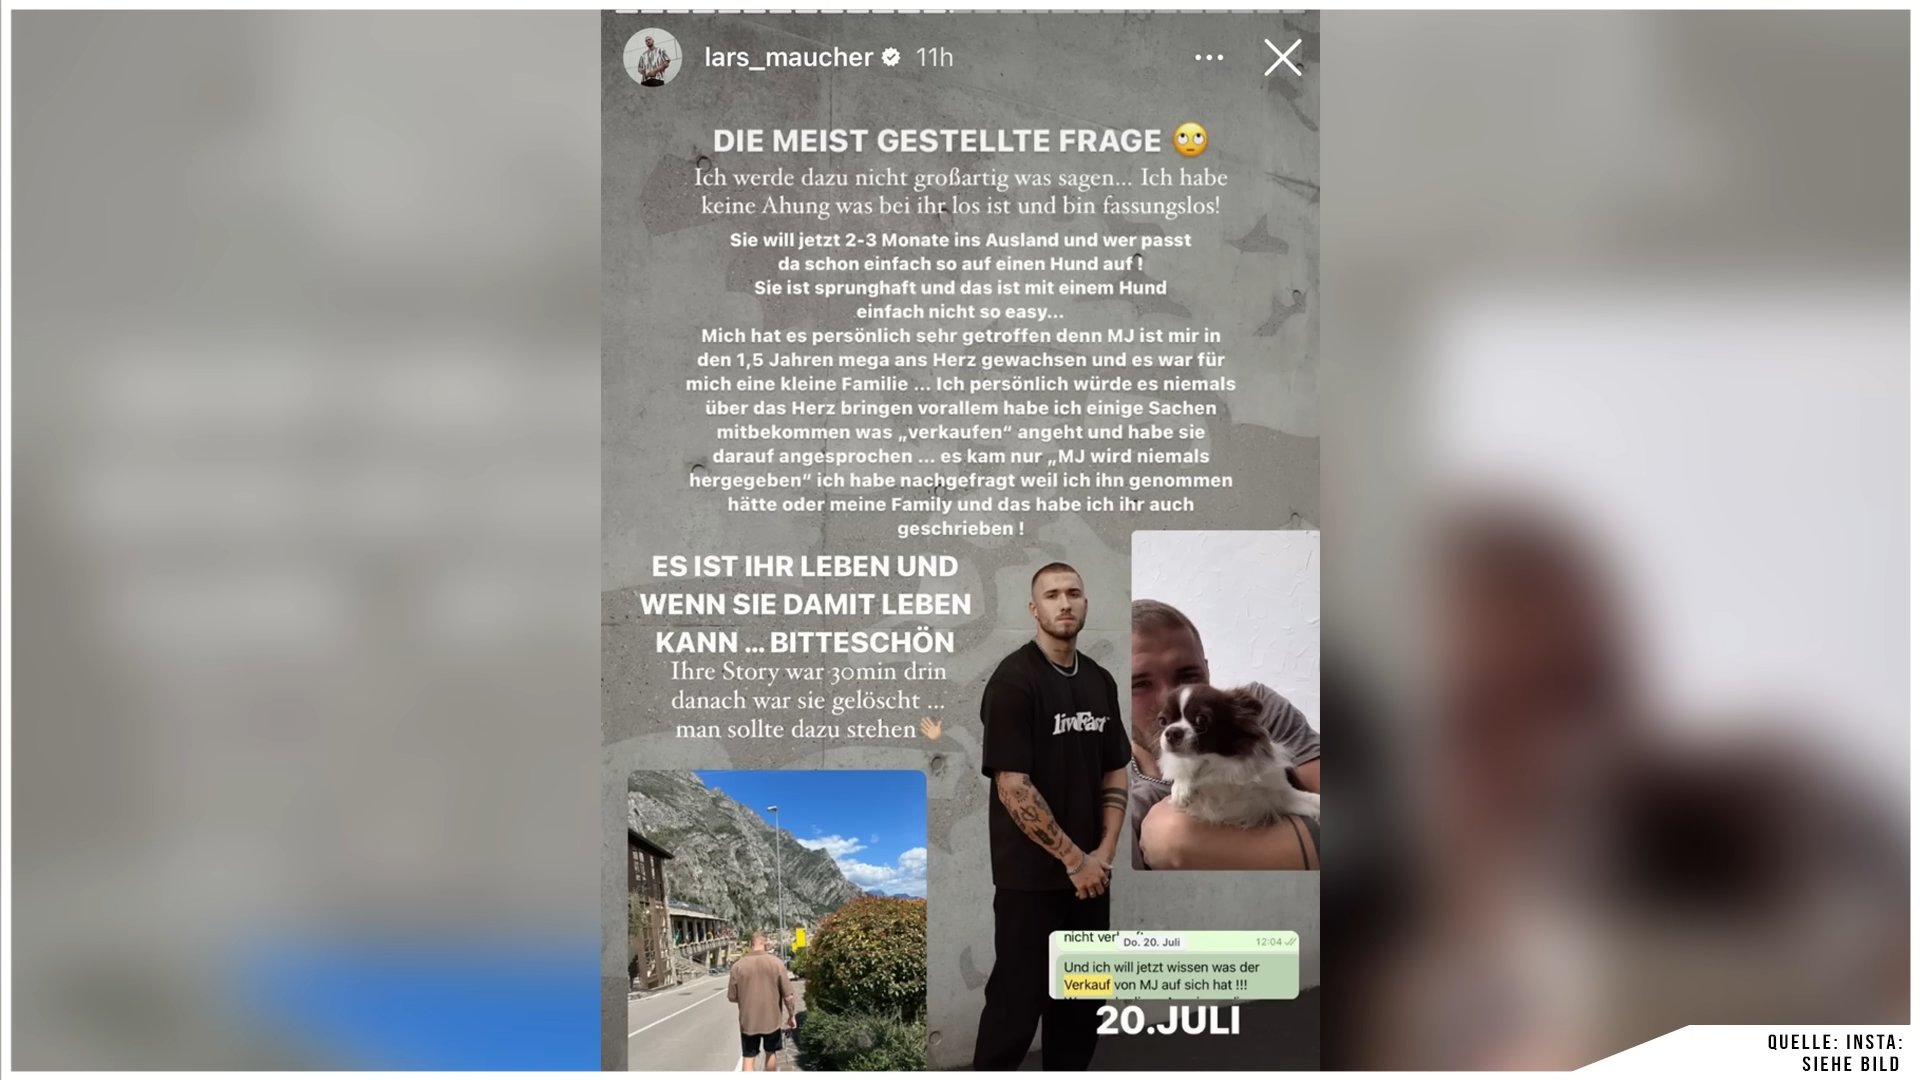 lars_maucher 11h
DIE MEIST GESTELLTE FRAGE 🙄
Ich werde dazu nicht großartig was sagen... Ich habe
keine Ahung was bei ihr los ist und bin fassungslos!
Sie will jetzt 2-3 Monate ins Ausland und wer passt
da schon einfach so auf einen Hund auf !
Sie ist sprunghaft und das ist mit einem Hund
einfach nicht so easy...
Mich hat es persönlich sehr getroffen denn MJ ist mir in
den 1,5 Jahren mega ans Herz gewachsen und es war für
mich eine kleine Familie ... Ich persönlich würde es niemals
über das Herz bringen vorallem habe ich einige Sachen
mitbekommen was „verkaufen“ angeht und habe sie
darauf angesprochen ... es kam nur „MJ wird niemals
hergegeben“ ich habe nachgefragt weil ich ihn genommen
hätte oder meine Family und das habe ich ihr auch
geschrieben !
ES IST IHR LEBEN UND
WENN SIE DAMIT LEBEN
KANN ... BITTESCHÖN
Ihre Story war 30min drin
danach war sie gelöscht ...
man sollte dazu stehen👋🏼
liveFast
nicht
Do. 20. Juli
12:04
Und ich will jetzt wissen was der
Verkauf von MJ auf sich hat !!!
20.JULI
QUELLE: INSTA:
SIEHE BILD